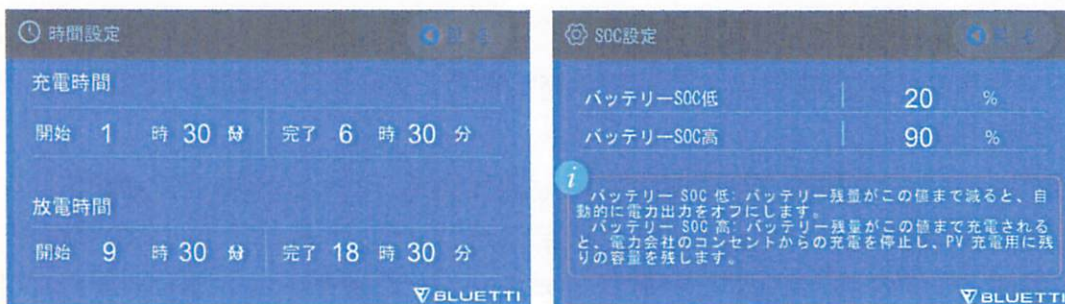 時間設定
充電時間
開始 1 時 30 分 完了 6 時 30 分
放電時間
開始 9 時 30 分 完了 18 時 30 分
BLUETTI
SOC設定
バッテリーSOC低 20 %
バッテリーSOC高 90 %
i
バッテリー SOC 低: バッテリー残量がこの値まで減ると、自
動的に電力出力をオフにします。
バッテリー SOC 高: バッテリー残量がこの値まで充電される
と、電力会社のコンセントからの充電を停止し、PV 充電用に残
りの容量を残します。
BLUETTI